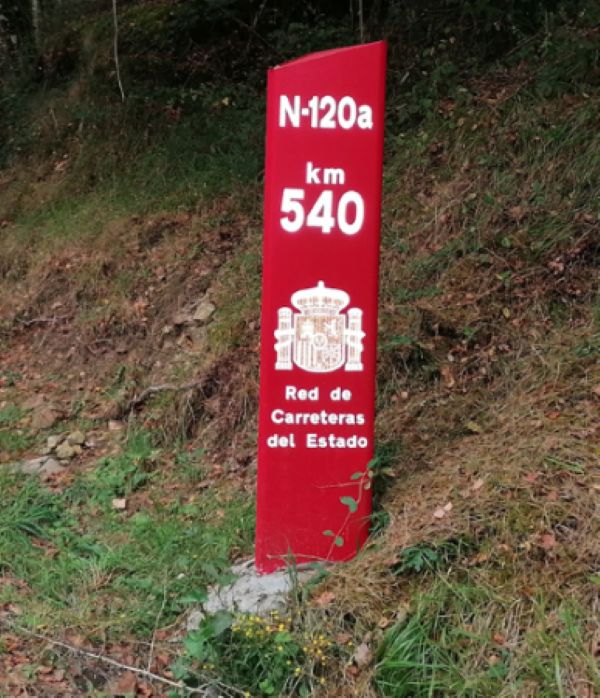 N-120a
km
540
Red de
Carreteras
del Estado